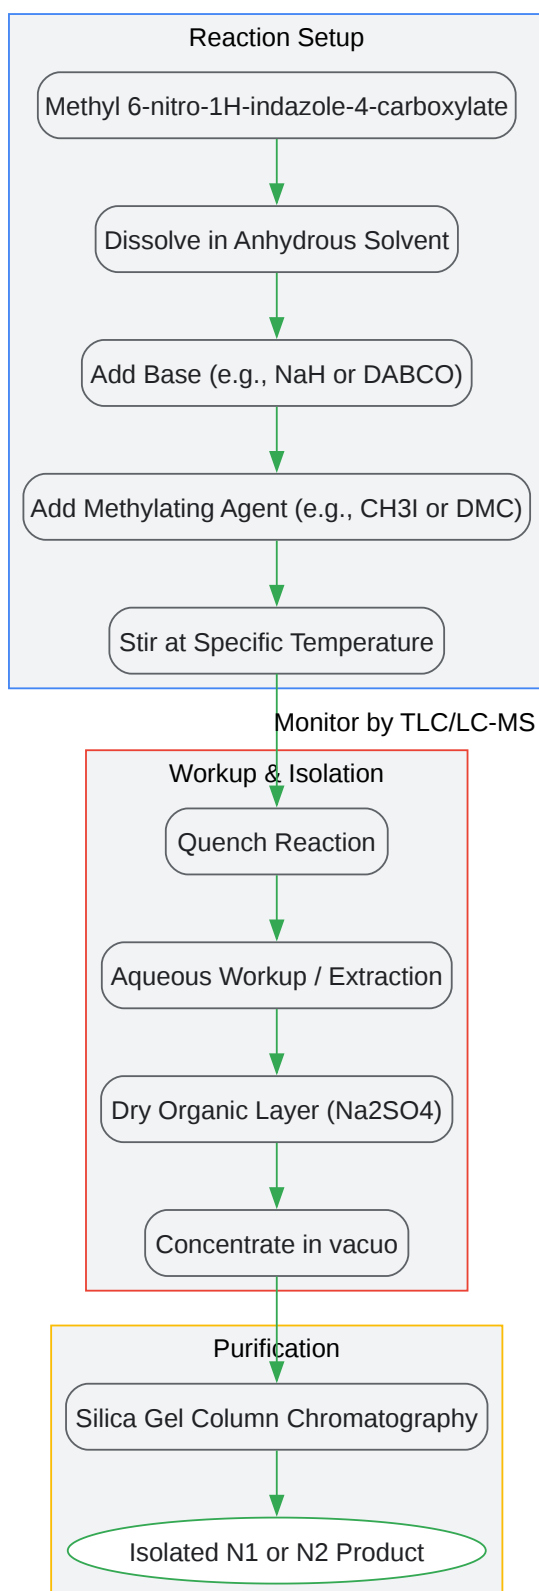 Reaction Setup
Methyl 6-nitro-1H-indazole-4-carboxylate
Dissolve in Anhydrous Solvent
Add Base (e.g., NaH or DABCO)
Add Methylating Agent (e.g., CH3I or DMC)
Stir at Specific Temperature
Monitor by TLC/LC-MS
Workup & Isolation
Quench Reaction
Aqueous Workup / Extraction
Dry Organic Layer (Na2SO4)
Concentrate in vacuo
Purification
Silica Gel Column Chromatography
Isolated N1 or N2 Product